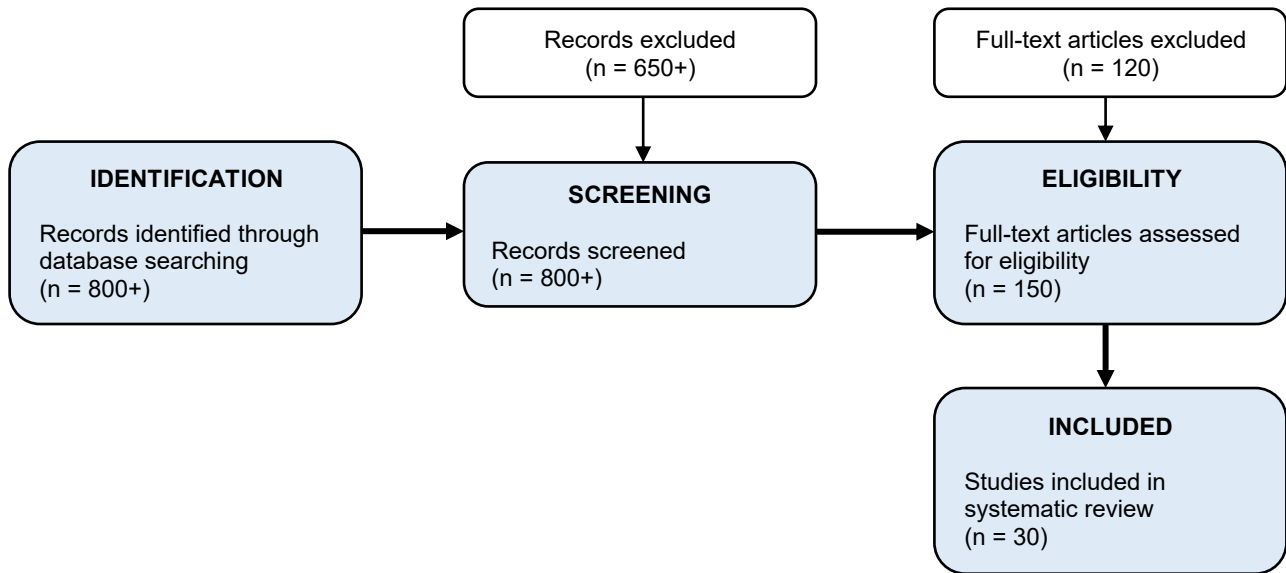 Records excluded
(n = 650+)
Full-text articles excluded
(n = 120)
IDENTIFICATION
Records identified through
database searching
(n = 800+)
SCREENING
Records screened
(n = 800+)
ELIGIBILITY
Full-text articles assessed
for eligibility
(n = 150)
INCLUDED
Studies included in
systematic review
(n = 30)